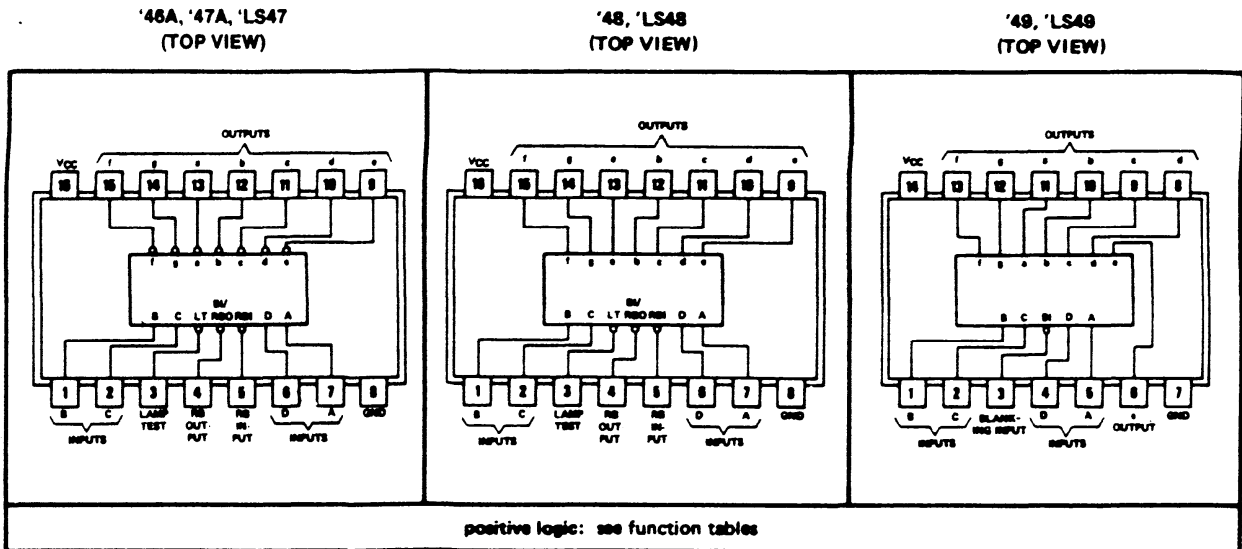 '46A, '47A, 'LS47
(TOP VIEW)
OUTPUTS
VCC f g a b c d e
16 15 14 13 12 11 10 9
f g a b c d e
BI/
B C LT RBO RBI D A
1 2 3 4 5 6 7 8
B C LAMP TEST RB OUT- PUT RB IN- PUT D A GND
INPUTS INPUTS
'48, 'LS48
(TOP VIEW)
OUTPUTS
VCC f g a b c d e
16 15 14 13 12 11 10 9
f g a b c d e
BI/
B C LT RBO RBI D A
1 2 3 4 5 6 7 8
B C LAMP TEST RB OUT PUT RB IN- PUT D A GND
INPUTS INPUTS
'49, 'LS49
(TOP VIEW)
OUTPUTS
VCC f g a b c d
14 13 12 11 10 9 8
f g a b c d e
B C BI D A
1 2 3 4 5 6 7
B C BLANK- ING INPUT D A e OUTPUT GND
INPUTS INPUTS
positive logic: see function tables